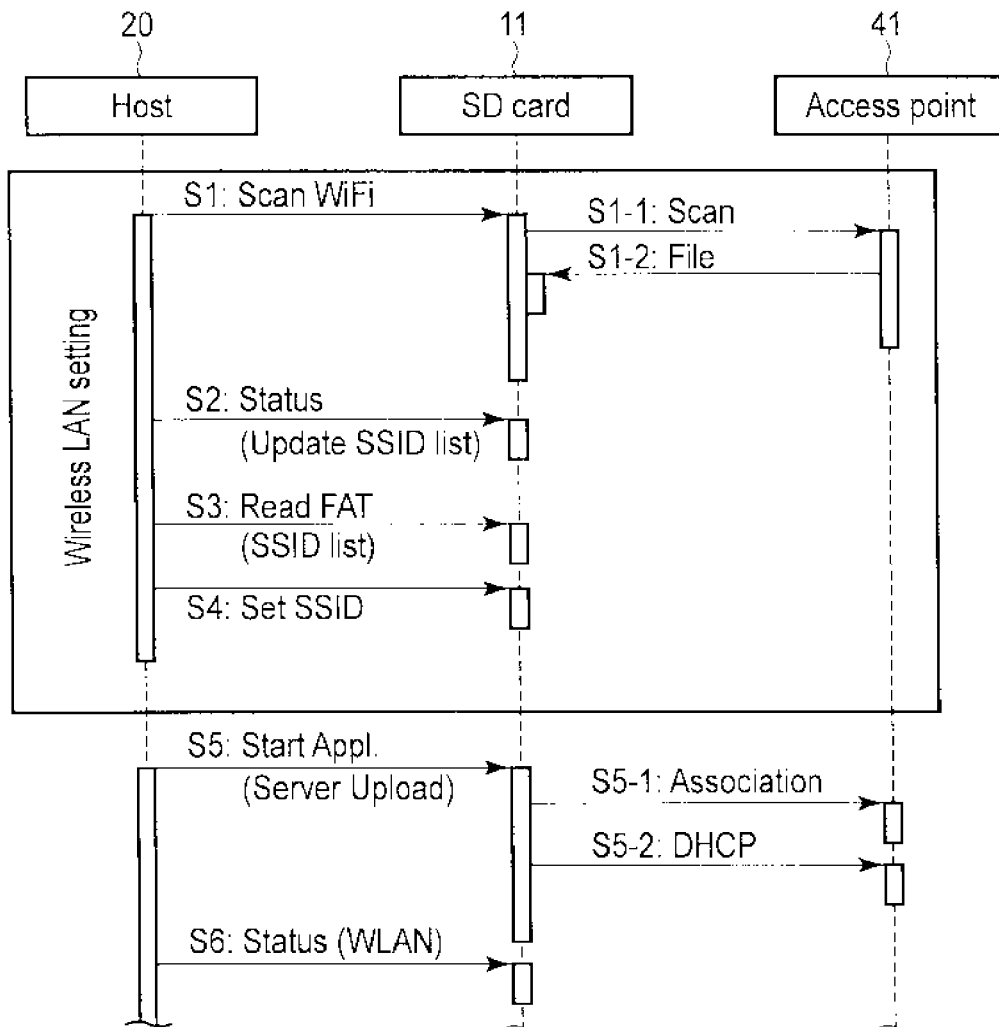 20
11
41
Host
SD card
Access point
S1: Scan WiFi
S1-1: Scan
S1-2: File
Wireless LAN setting
S2: Status
(Update SSID list)
S3: Read FAT
(SSID list)
S4: Set SSID
S5: Start Appl.
(Server Upload)
S5-1: Association
S5-2: DHCP
S6: Status (WLAN)